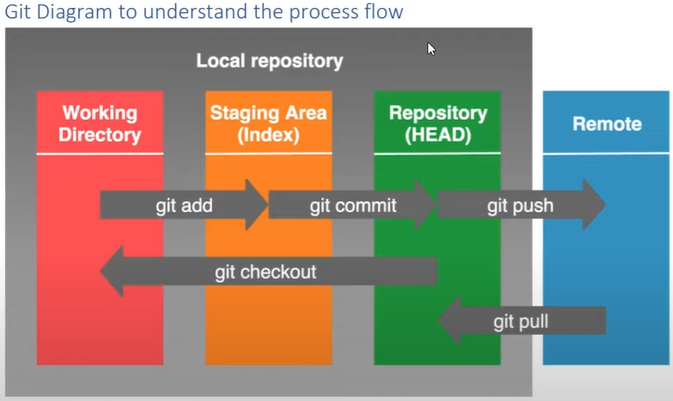 Git Diagram to understand the process flow
Local repository
Working
Directory
Staging Area
(Index)
Repository
(HEAD)
Remote
git add
git commit
git push
git checkout
git pull